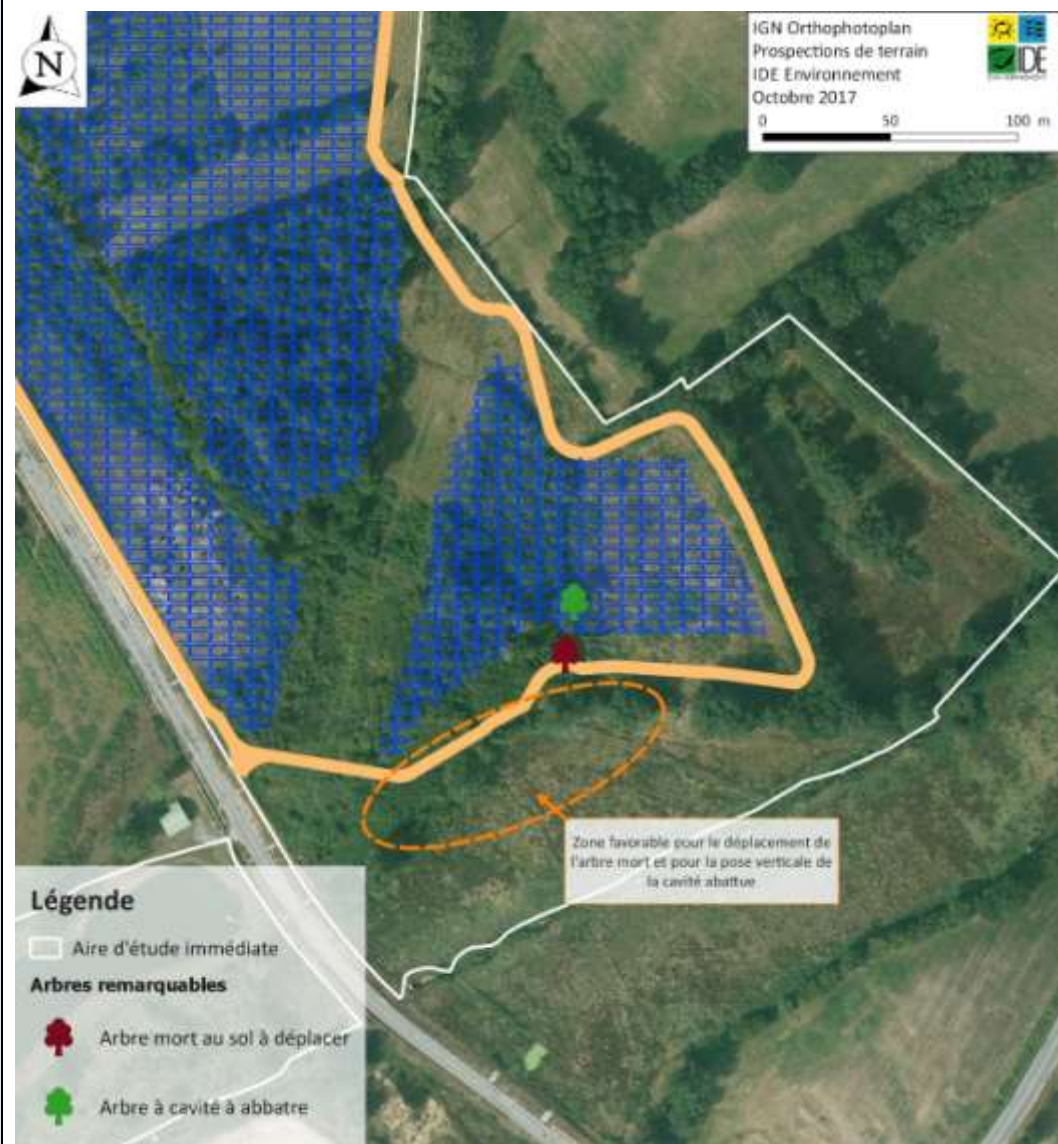 N
IGN Orthophotoplan
Prospections de terrain
IDE Environnement
Octobre 2017
IDE
0 50 100 m
Zone favorable pour le déplacement de
l'arbre mort et pour la pose verticale de
la cavité abattue
Légende
Aire d'étude immédiate
Arbres remarquables
Arbre mort au sol à déplacer
Arbre à cavité à abbatre